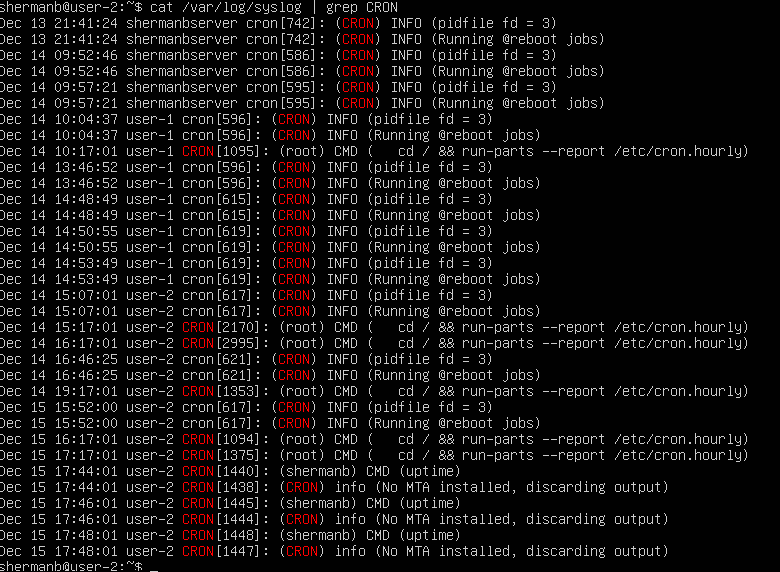 shermanb@user-2:~$ cat /var/log/syslog | grep CRON
Dec 13 21:41:24 shermanbserver cron[742]: (CRON) INFO (pidfile fd = 3)
Dec 13 21:41:24 shermanbserver cron[742]: (CRON) INFO (Running @reboot jobs)
Dec 14 09:52:46 shermanbserver cron[586]: (CRON) INFO (pidfile fd = 3)
Dec 14 09:52:46 shermanbserver cron[586]: (CRON) INFO (Running @reboot jobs)
Dec 14 09:57:21 shermanbserver cron[595]: (CRON) INFO (pidfile fd = 3)
Dec 14 09:57:21 shermanbserver cron[595]: (CRON) INFO (Running @reboot jobs)
Dec 14 10:04:37 user-1 cron[596]: (CRON) INFO (pidfile fd = 3)
Dec 14 10:04:37 user-1 cron[596]: (CRON) INFO (Running @reboot jobs)
Dec 14 10:17:01 user-1 CRON[1095]: (root) CMD (   cd / && run-parts --report /etc/cron.hourly)
Dec 14 13:46:52 user-1 cron[596]: (CRON) INFO (pidfile fd = 3)
Dec 14 13:46:52 user-1 cron[596]: (CRON) INFO (Running @reboot jobs)
Dec 14 14:48:49 user-1 cron[615]: (CRON) INFO (pidfile fd = 3)
Dec 14 14:48:49 user-1 cron[615]: (CRON) INFO (Running @reboot jobs)
Dec 14 14:50:55 user-1 cron[619]: (CRON) INFO (pidfile fd = 3)
Dec 14 14:50:55 user-1 cron[619]: (CRON) INFO (Running @reboot jobs)
Dec 14 14:53:49 user-1 cron[619]: (CRON) INFO (pidfile fd = 3)
Dec 14 14:53:49 user-1 cron[619]: (CRON) INFO (Running @reboot jobs)
Dec 14 15:07:01 user-2 cron[617]: (CRON) INFO (pidfile fd = 3)
Dec 14 15:07:01 user-2 cron[617]: (CRON) INFO (Running @reboot jobs)
Dec 14 15:17:01 user-2 CRON[2170]: (root) CMD (   cd / && run-parts --report /etc/cron.hourly)
Dec 14 16:17:01 user-2 CRON[2995]: (root) CMD (   cd / && run-parts --report /etc/cron.hourly)
Dec 14 16:46:25 user-2 cron[621]: (CRON) INFO (pidfile fd = 3)
Dec 14 16:46:25 user-2 cron[621]: (CRON) INFO (Running @reboot jobs)
Dec 14 19:17:01 user-2 CRON[1353]: (root) CMD (   cd / && run-parts --report /etc/cron.hourly)
Dec 15 15:52:00 user-2 cron[617]: (CRON) INFO (pidfile fd = 3)
Dec 15 15:52:00 user-2 cron[617]: (CRON) INFO (Running @reboot jobs)
Dec 15 16:17:01 user-2 CRON[1094]: (root) CMD (   cd / && run-parts --report /etc/cron.hourly)
Dec 15 17:17:01 user-2 CRON[1375]: (root) CMD (   cd / && run-parts --report /etc/cron.hourly)
Dec 15 17:44:01 user-2 CRON[1440]: (shermanb) CMD (uptime)
Dec 15 17:44:01 user-2 CRON[1438]: (CRON) info (No MTA installed, discarding output)
Dec 15 17:46:01 user-2 CRON[1445]: (shermanb) CMD (uptime)
Dec 15 17:46:01 user-2 CRON[1444]: (CRON) info (No MTA installed, discarding output)
Dec 15 17:48:01 user-2 CRON[1448]: (shermanb) CMD (uptime)
Dec 15 17:48:01 user-2 CRON[1447]: (CRON) info (No MTA installed, discarding output)
shermanb@user-2:~$ _